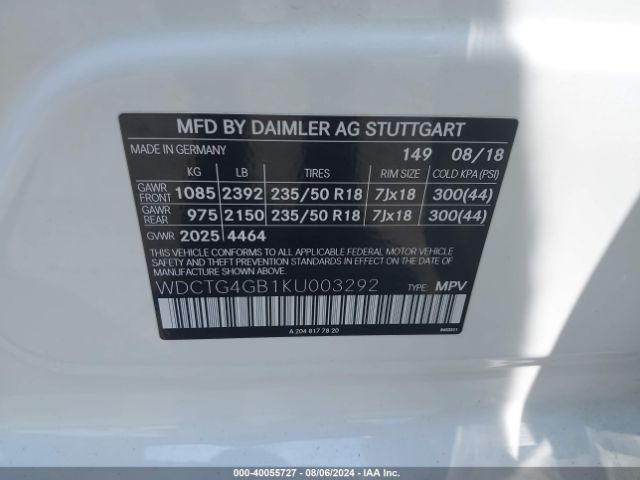 MFD BY DAIMLER AG STUTTGART
MADE IN GERMANY 149 08/18
KG LB TIRES RIM SIZE COLD KPA(PSI)
GAWR FRONT 1085 2392 235/50 R18 7Jx18 300(44)
GAWR REAR 975 2150 235/50 R18 7Jx18 300(44)
GVWR 2025 4464
THIS VEHICLE CONFORMS TO ALL APPLICABLE FEDERAL MOTOR VEHICLE
SAFETY AND THEFT PREVENTION STANDARDS IN EFFECT ON THE DATE
OF MANUFACTURE SHOWN ABOVE. VEHICLE TYPE:
WDCTG4GB1KU003292 MPV
A 204 817 78 20
000-40055727 - 08/06/2024 - IAA Inc.